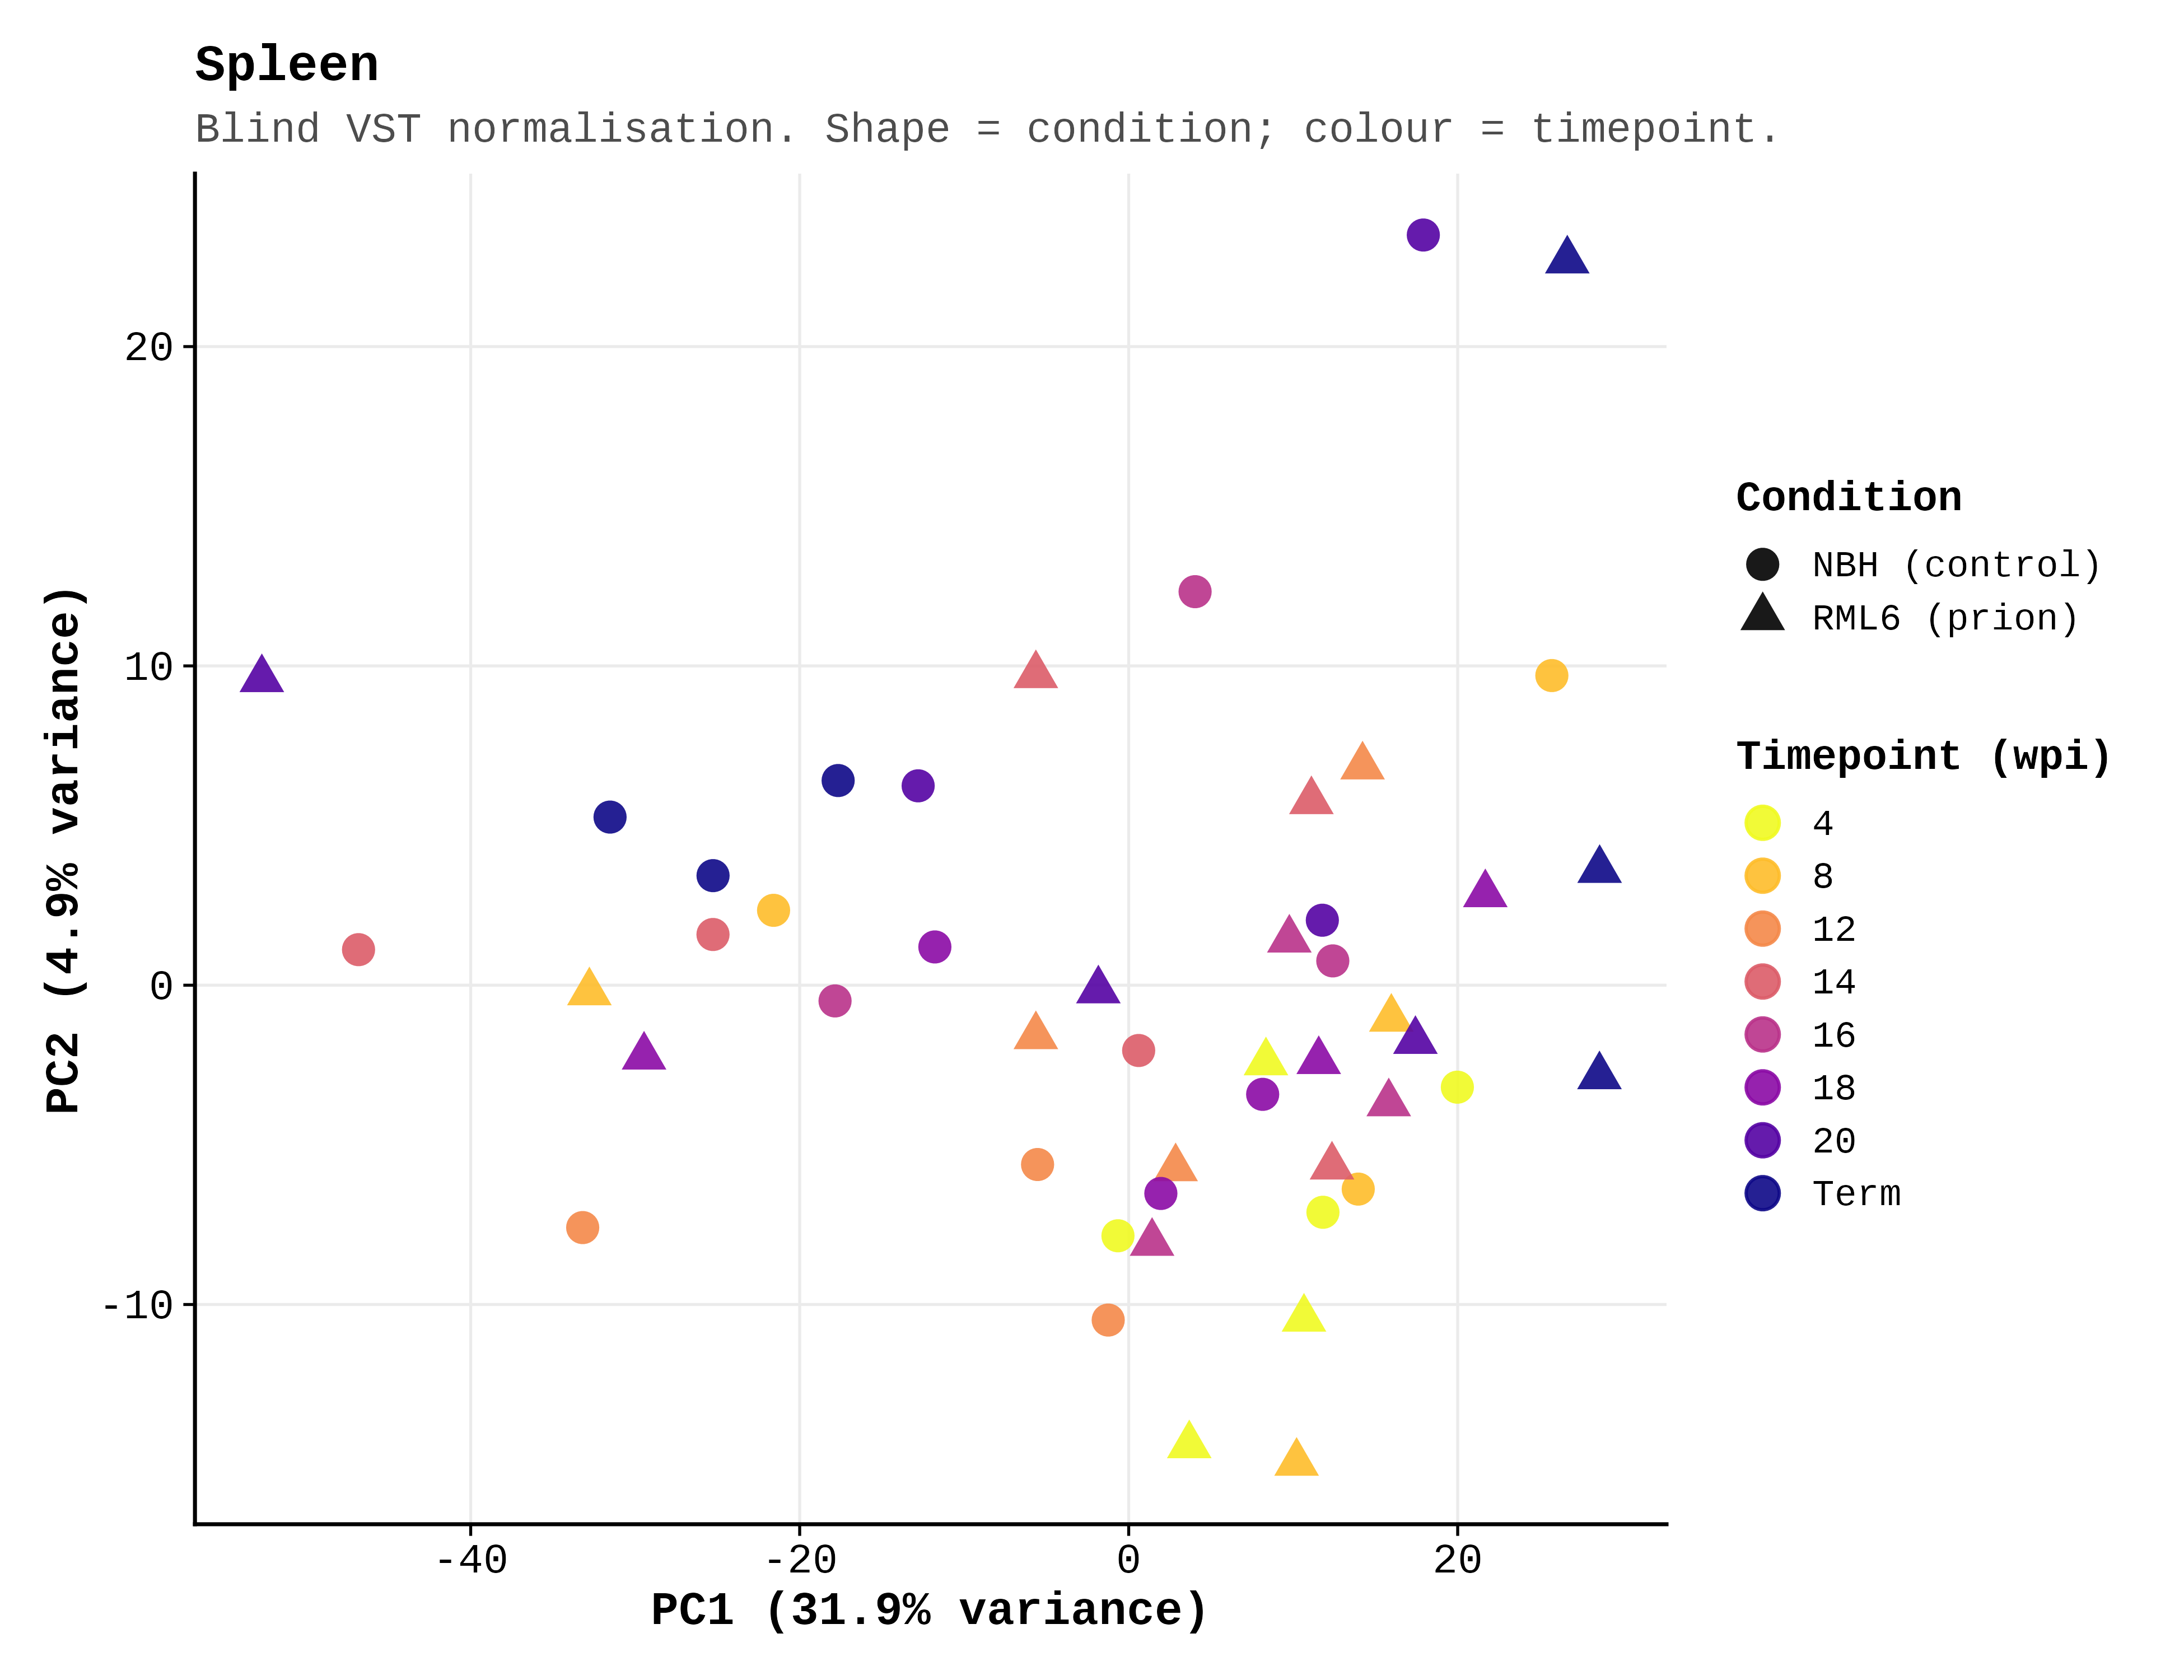 Spleen
Blind VST normalisation. Shape = condition; colour = timepoint.
PC2 (4.9% variance)
20
10
0
-10
-40
-20
0
20
PC1 (31.9% variance)
Condition
NBH (control)
RML6 (prion)
Timepoint (wpi)
4
8
12
14
16
18
20
Term